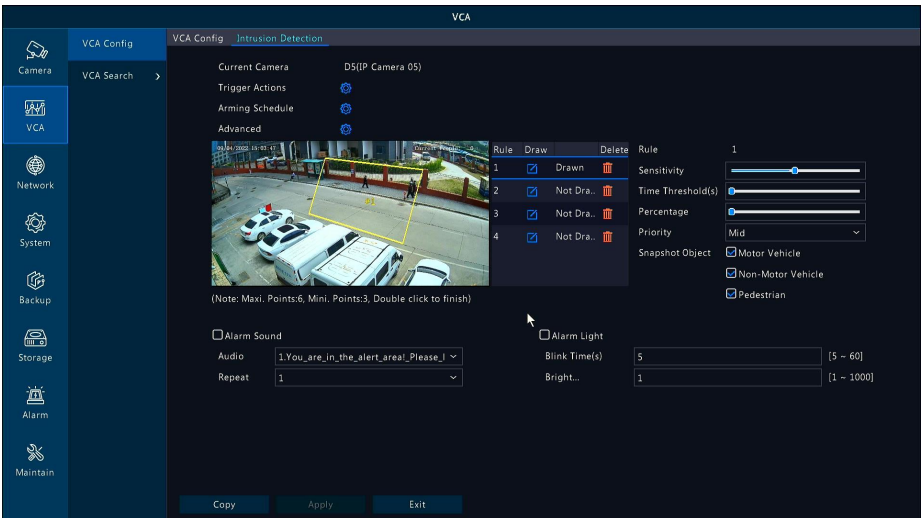 VCA
Camera
VCA
Network
System
Backup
Storage
Alarm
Maintain
VCA Config
VCA Search >
VCA Config Intrusion Detection
Current Camera D5(IP Camera 05)
Trigger Actions
Arming Schedule
Advanced
Rule Draw Delete
1 Drawn
2 Not Dra..
3 Not Dra..
4 Not Dra..
(Note: Maxi. Points:6, Mini. Points:3, Double click to finish)
Rule 1
Sensitivity
Time Threshold(s)
Percentage
Priority Mid
Snapshot Object Motor Vehicle
Non-Motor Vehicle
Pedestrian
Alarm Sound
Audio 1.You_are_in_the_alert_area!_Please_l
Repeat 1
Alarm Light
Blink Time(s) 5 [5 ~ 60]
Bright... 1 [1 ~ 1000]
Copy Apply Exit